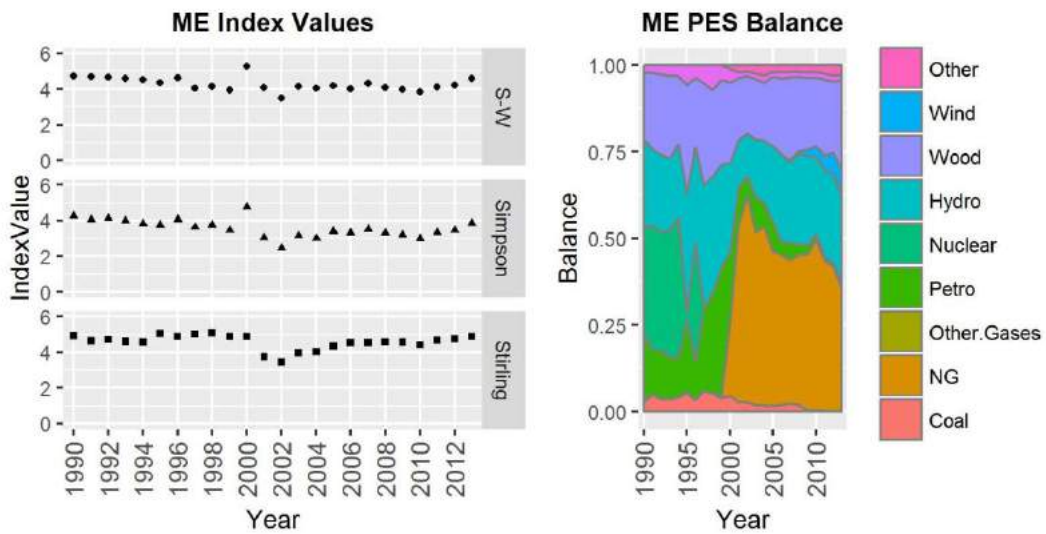 ME Index Values
IndexValue
6
4
2
0
S-W
6
4
2
0
Simpson
6
4
2
0
Stirling
1990
1992
1994
1996
1998
2000
2002
2004
2006
2008
2010
2012
Year
ME PES Balance
Balance
1.00
0.75
0.50
0.25
0.00
1990
1995
2000
2005
2010
Year
Other
Wind
Wood
Hydro
Nuclear
Petro
Other.Gases
NG
Coal